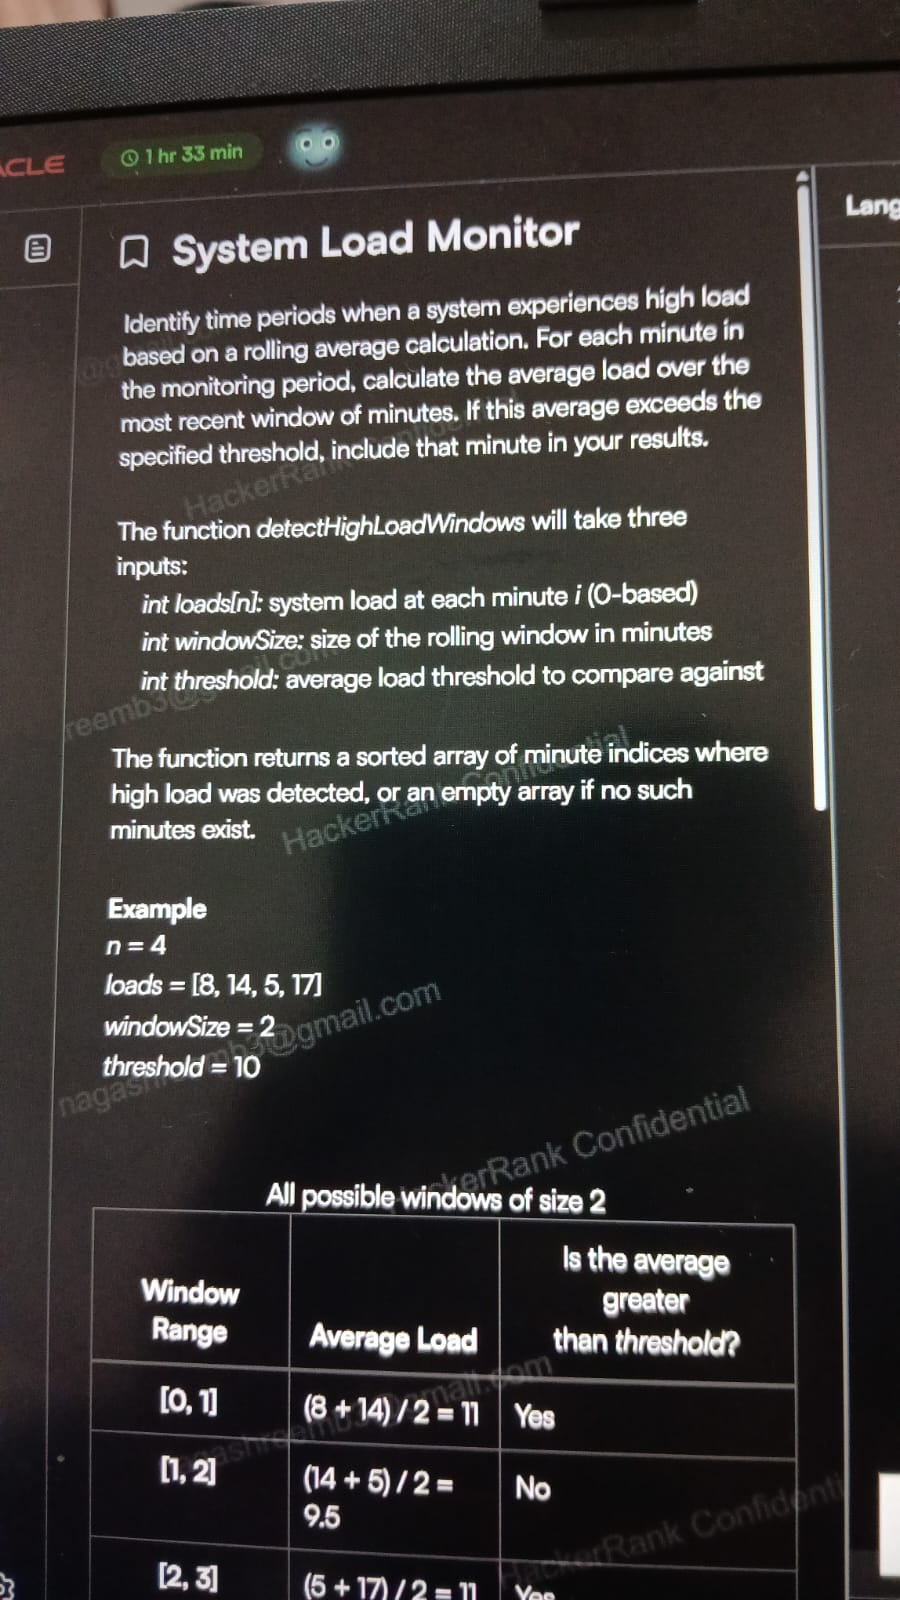 1 hr 33 min
Lang
System Load Monitor
Identify time periods when a system experiences high load
based on a rolling average calculation. For each minute in
the monitoring period, calculate the average load over the
most recent window of minutes. If this average exceeds the
specified threshold, include that minute in your results.
HackerRank
The function detectHighLoadWindows will take three
inputs:
int loads[n]: system load at each minute i (0-based)
int windowSize: size of the rolling window in minutes
int threshold: average load threshold to compare against
The function returns a sorted array of minute indices where
high load was detected, or an empty array if no such
minutes exist.
HackerRank Confidential
Example
n = 4
loads = [8, 14, 5, 17]
windowSize = 2
threshold = 10
HackerRank Confidential
All possible windows of size 2
Window
Range
Average Load
Is the average
greater
than threshold?
[0, 1]
(8 + 14) / 2 = 11
Yes
[1, 2]
(14 + 5) / 2 =
9.5
No
HackerRank Confidenti
[2, 3]
(5 + 17) / 2 = 11
Yes